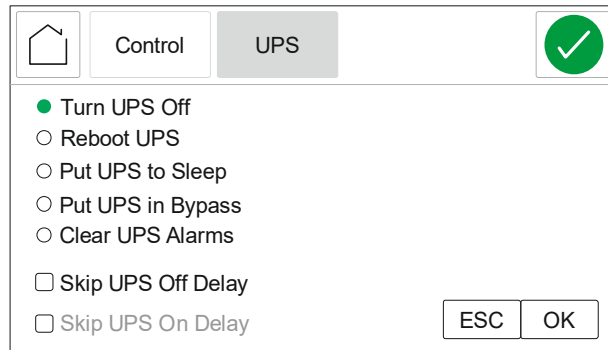 Control UPS
Turn UPS Off
Reboot UPS
Put UPS to Sleep
Put UPS in Bypass
Clear UPS Alarms
Skip UPS Off Delay
Skip UPS On Delay
ESC OK